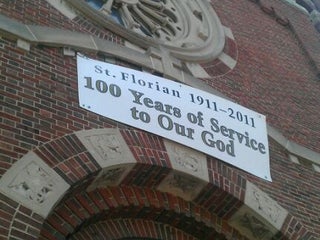 St. Florian 1911-2011
100 Years of Service
to Our God